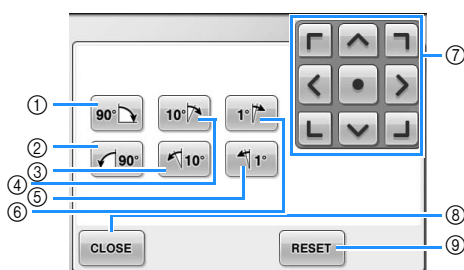 ⑦
① 90° 10° 1°
② 90° 10° 1°
③
④
⑤
⑥
⑧
CLOSE RESET ⑨